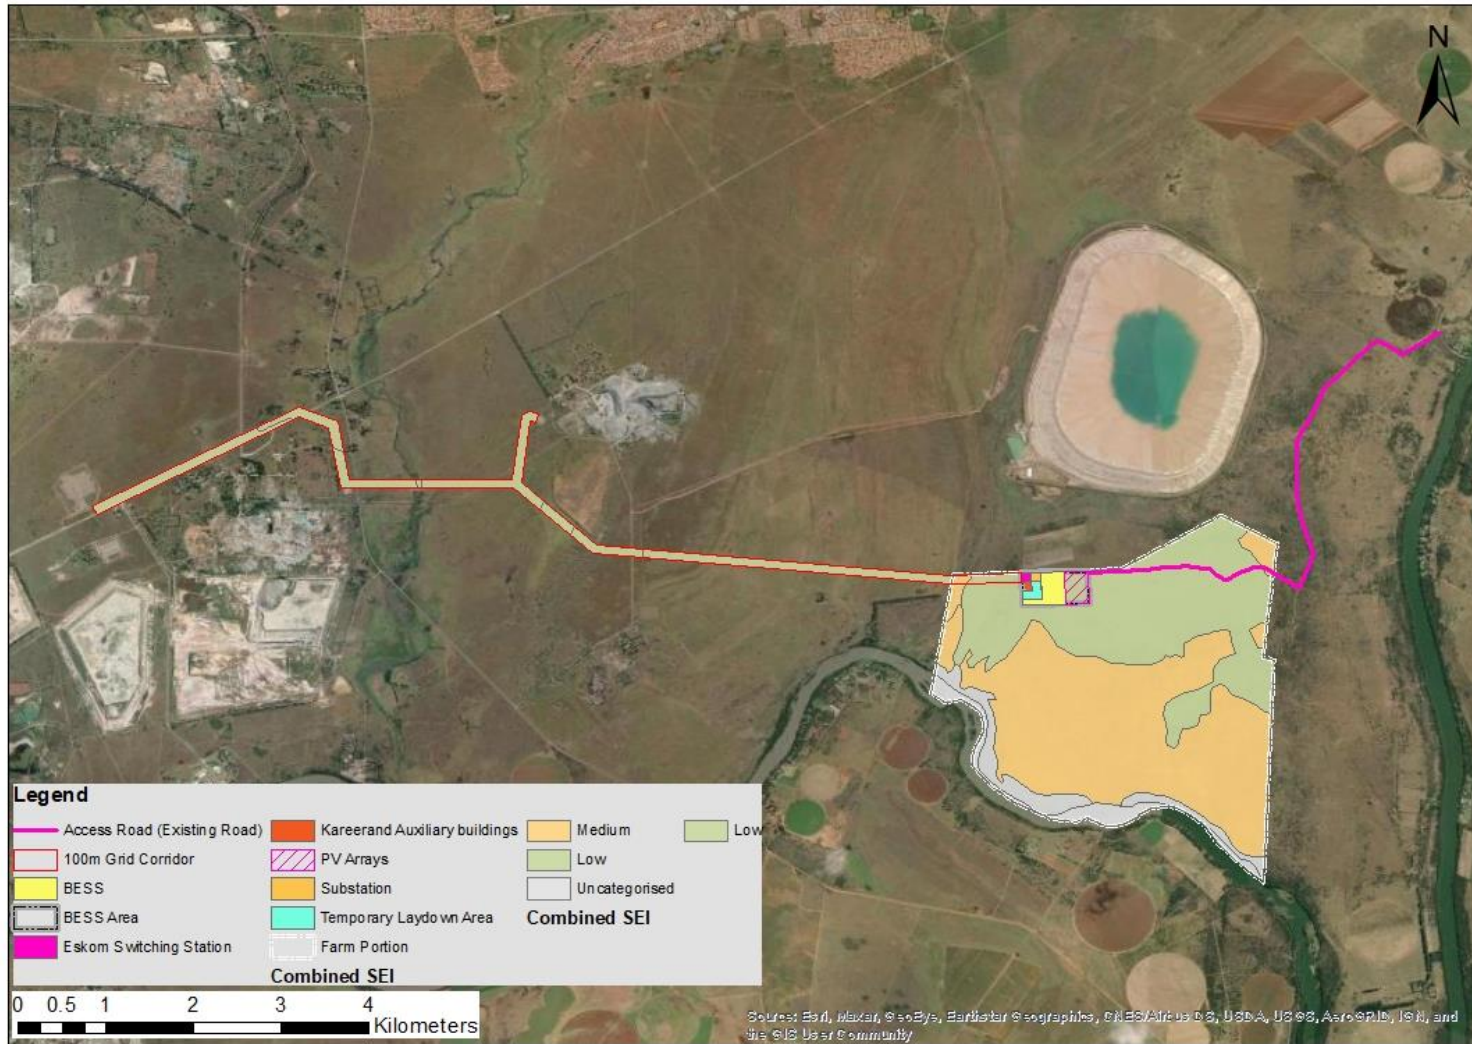 N
Legend
Access Road (Existing Road)
100m Grid Corridor
BESS
BESS Area
Eskom Switching Station
Kareerand Auxiliary buildings
PV Arrays
Substation
Temporary Laydown Area
Farm Portion
Combined SEI
Medium
Low
Uncategorised
Combined SEI
Low
0 0.5 1 2 3 4
Kilometers
Source: Esri, Maxar, GeoEye, Earthstar Geographics, CNES/Airbus DS, USDA, USGS, AeroGRID, IGN, and
the GIS User Community